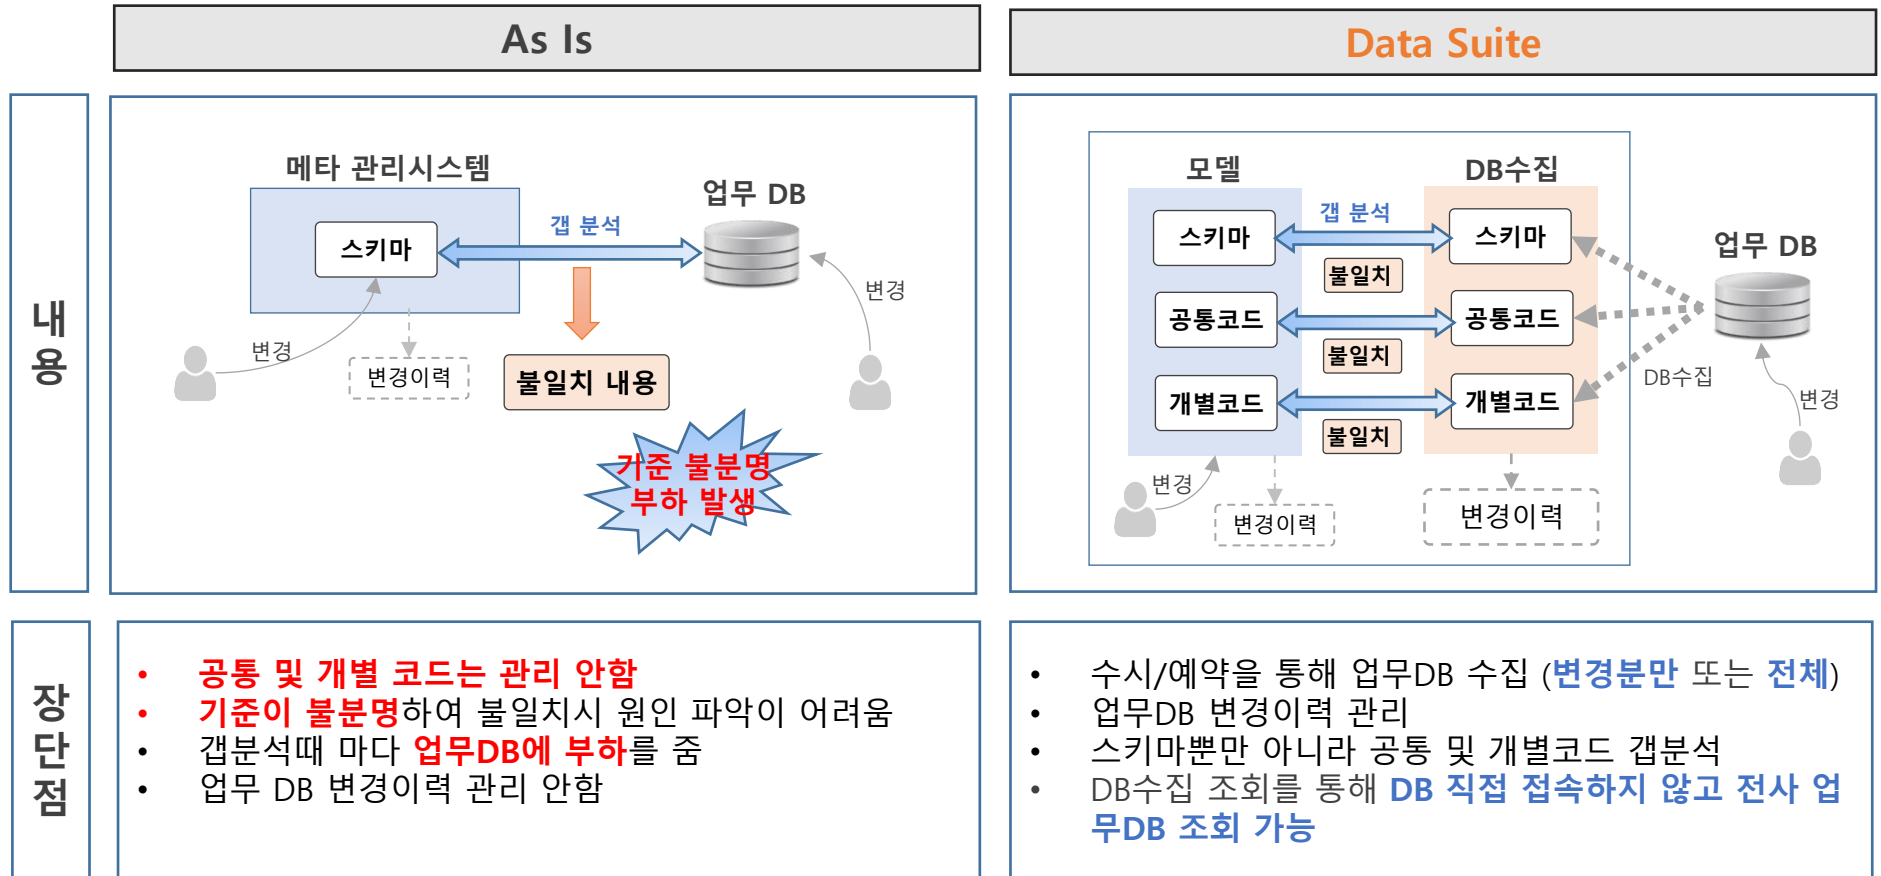 As Is
Data Suite
내
용
메타 관리시스템
스키마
갭 분석
업무 DB
변경
변경
변경이력
불일치 내용
기준 불분명
부하 발생
모델
DB수집
스키마
갭 분석
스키마
불일치
공통코드
공통코드
불일치
개별코드
개별코드
불일치
업무 DB
DB수집
변경
변경
변경이력
변경이력
장
단
점
• 공통 및 개별 코드는 관리 안함
• 기준이 불분명하여 불일치시 원인 파악이 어려움
• 갭분석때 마다 업무DB에 부하를 줌
• 업무 DB 변경이력 관리 안함
• 수시/예약을 통해 업무DB 수집 (변경분만 또는 전체)
• 업무DB 변경이력 관리
• 스키마뿐만 아니라 공통 및 개별코드 갭분석
• DB수집 조회를 통해 DB 직접 접속하지 않고 전사 업
무DB 조회 가능